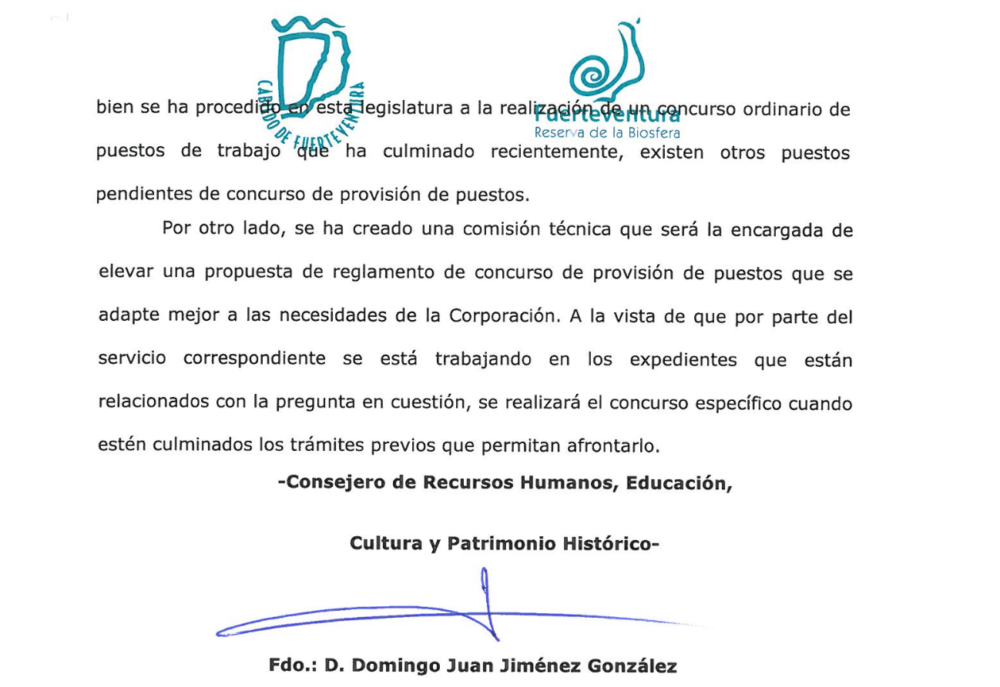 CABILDO DE FUERTEVENTURA
Fuerteventura
Reserva de la Biosfera
bien se ha procedido en esta legislatura a la realización de un concurso ordinario de
puestos de trabajo que ha culminado recientemente, existen otros puestos
pendientes de concurso de provisión de puestos.
Por otro lado, se ha creado una comisión técnica que será la encargada de
elevar una propuesta de reglamento de concurso de provisión de puestos que se
adapte mejor a las necesidades de la Corporación. A la vista de que por parte del
servicio correspondiente se está trabajando en los expedientes que están
relacionados con la pregunta en cuestión, se realizará el concurso específico cuando
estén culminados los trámites previos que permitan afrontarlo.
-Consejero de Recursos Humanos, Educación,
Cultura y Patrimonio Histórico-
Fdo.: D. Domingo Juan Jiménez González